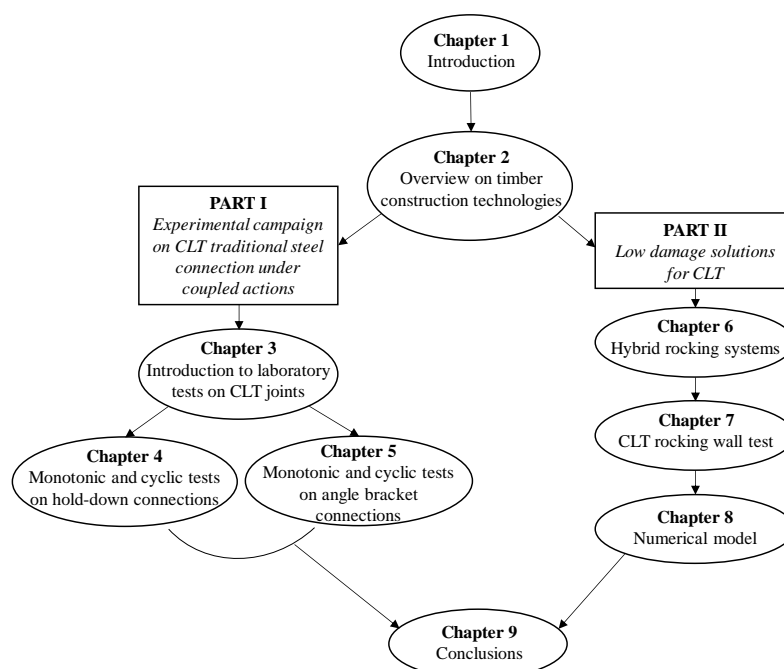 Chapter 1
Introduction
Chapter 2
Overview on timber
construction technologies
PART I
Experimental campaign
on CLT traditional steel
connection under
coupled actions
PART II
Low damage solutions
for CLT
Chapter 3
Introduction to laboratory
tests on CLT joints
Chapter 4
Monotonic and cyclic tests
on hold-down connections
Chapter 5
Monotonic and cyclic tests
on angle bracket
connections
Chapter 6
Hybrid rocking systems
Chapter 7
CLT rocking wall test
Chapter 8
Numerical model
Chapter 9
Conclusions